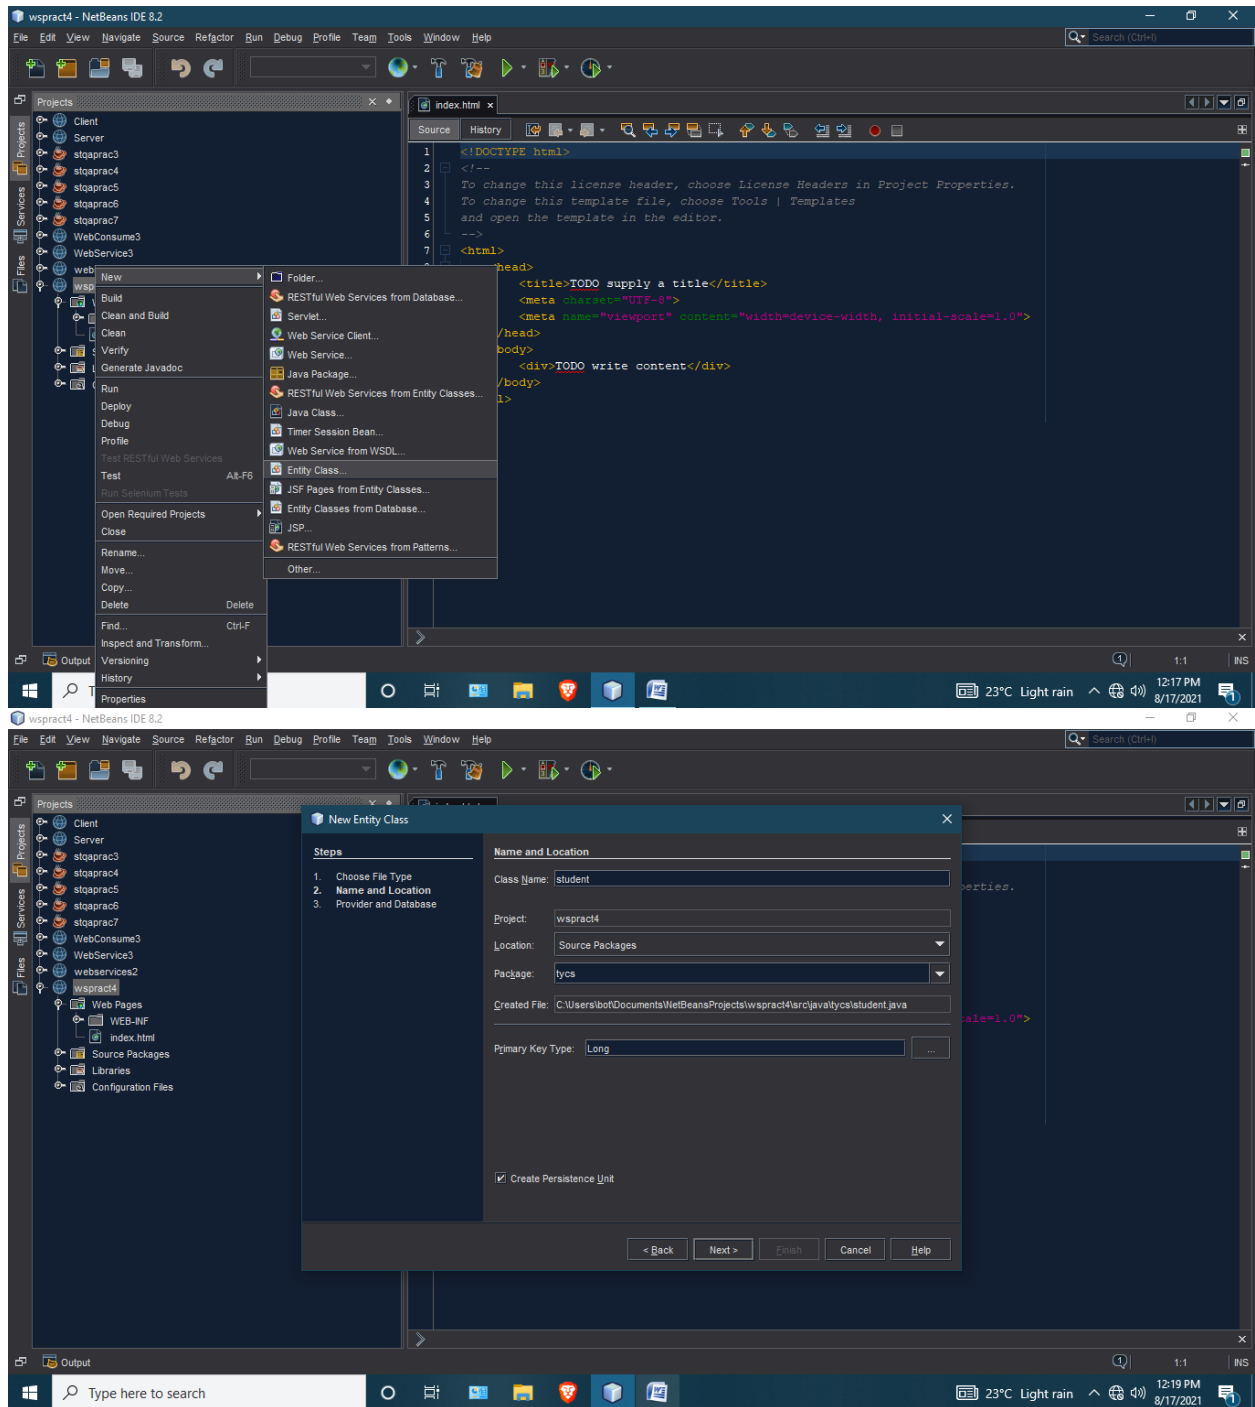 wspract4 - NetBeans IDE 8.2
File Edit View Navigate Source Refactor Run Debug Profile Team Tools Window Help
Search (Ctrl+I)
Projects
index.html
Source History
Projects
Services
Files
Client
Server
stqaprac3
stqaprac4
stqaprac5
stqaprac6
stqaprac7
WebConsume3
WebService3
web
wsp
New
Build
Clean and Build
Clean
Verify
Generate Javadoc
Run
Deploy
Debug
Profile
Test RESTful Web Services
Test Alt-F6
Run Selenium Tests
Open Required Projects
Close
Rename...
Move...
Copy...
Delete Delete
Find... Ctrl-F
Inspect and Transform...
Versioning
History
Properties
Folder...
RESTful Web Services from Database...
Servlet...
Web Service Client...
Web Service...
Java Package...
RESTful Web Services from Entity Classes...
Java Class...
Timer Session Bean...
Web Service from WSDL...
Entity Class...
JSF Pages from Entity Classes...
Entity Classes from Database...
JSP...
RESTful Web Services from Patterns...
Other...
1 <!DOCTYPE html>
2 <!--
3 To change this license header, choose License Headers in Project Properties.
4 To change this template file, choose Tools | Templates
5 and open the template in the editor.
6 -->
7 <html>
head>
<title>TODO supply a title</title>
<meta charset="UTF-8">
<meta name="viewport" content="width=device-width, initial-scale=1.0">
/head>
body>
<div>TODO write content</div>
/body>
l>
Output
1:1 INS
T
23°C Light rain
12:17 PM
8/17/2021
wspract4 - NetBeans IDE 8.2
File Edit View Navigate Source Refactor Run Debug Profile Team Tools Window Help
Search (Ctrl+I)
Projects
Projects
Services
Files
Client
Server
stqaprac3
stqaprac4
stqaprac5
stqaprac6
stqaprac7
WebConsume3
WebService3
webservices2
wspract4
Web Pages
WEB-INF
index.html
Source Packages
Libraries
Configuration Files
New Entity Class
Steps
1. Choose File Type
2. Name and Location
3. Provider and Database
Name and Location
Class Name: student
Project: wspract4
Location: Source Packages
Package: tycs
Created File: C:\Users\bot\Documents\NetBeansProjects\wspract4\src\java\tycs\student.java
Primary Key Type: Long ...
Create Persistence Unit
< Back Next > Finish Cancel Help
erties.
ale=1.0">
Output
1:1 INS
Type here to search
23°C Light rain
12:19 PM
8/17/2021